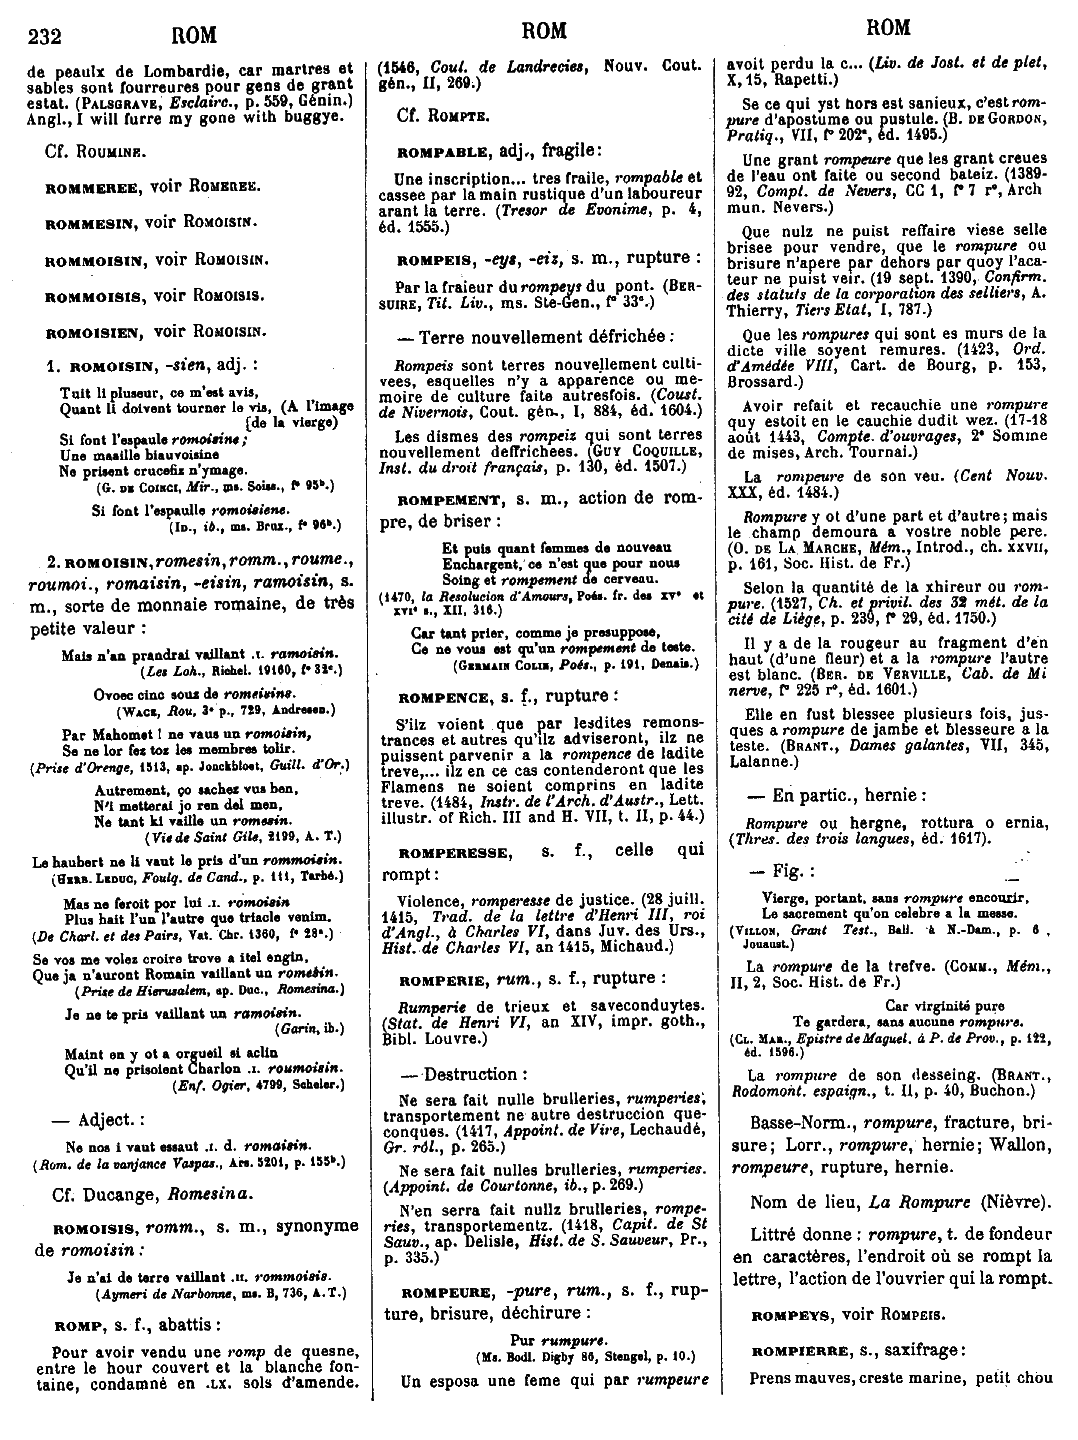 232 ROM ROM ROM
de peaulx de Lombardie, car martres et
sables sont fourreures pour gens de grant
estat. (PALSGRAVE, Esclairc., p. 559, Génin.)
Angl., I will furre my gone with buggye.
Cf. ROUMINE.
ROMMEREE, voir ROMEREE.
ROMMESIN, voir ROMOISIN.
ROMMOISIN, voir ROMOISIN.
ROMMOISIS, voir ROMOISIS.
ROMOISIEN, voir ROMOISIN.
1. ROMOISIN, -sien, adj. :
Tuit li pluseur, ce m'est avis,
Quant li doivent tourner le vis, (A l'image
[de la vierge)
Si font l'espaule romoisine;
Une maaille biauvoisine
Ne prisent crucefiz n'ymage.
(G. DE COINCI, Mir., ms. Soiss., f° 95ᵇ.)
Si font l'espaulle romoisiene.
(ID., ib., ms. Brux., f° 96ᵇ.)
2. ROMOISIN, romesin, romm., roume.,
roumoi., romaisin, -eisin, ramoisin, s.
m., sorte de monnaie romaine, de très
petite valeur :
Mais n'an prandrai vaillant .I. ramoisin.
(Les Loh., Richel. 19160, f° 33ᶜ.)
Ovoec cinc souz de romeisins.
(WACE, Rou, 3ᵉ p., 729, Andresen.)
Par Mahomet ! ne vaus un romoisin,
Se ne lor fez toz les membres tolir.
(Prise d'Orenge, 1513, ap. Jonckbloet, Guill. d'Or.)
Autrement, ço sachez vus ben,
N'i metterai jo ren del men,
Ne tant ki vaille un romesin.
(Vie de Saint Gile, 2199, A. T.)
Le haubert ne li vaut le pris d'un rommoisin.
(HERB. LEDUC, Foulq. de Cand., p. 111, Tarbé.)
Mas ne feroit por lui .I. romoisin
Plus hait l'un l'autre que triacle venim.
(De Charl. et des Pairs, Vat. Chr. 1360, f° 28ᵃ.)
Se vos me volez croire trove a itel engin,
Que ja n'auront Romain vaillant un romesin.
(Prise de Hierusalem, ap. Duc., Romesina.)
Je ne te pris vaillant un ramoisin.
(Garin, ib.)
Maint en y ot a orgueil si aclin
Qu'il ne prisoient Charlon .I. roumoisin.
(Enf. Ogier, 4799, Scheler.)
— Adject. :
Ne nos i vaut essaut .I. d. romaisin.
(Rom. de la vanjance Vaspas., Ars. 5201, p. 155ᵇ.)
Cf. Ducange, Romesina.
ROMOISIS, romm., s. m., synonyme
de romoisin :
Je n'ai de terre vaillant .II. rommoisis.
(Aymeri de Narbonne, ms. B, 736, A. T.)
ROMP, s. f., abattis :
Pour avoir vendu une romp de quesne,
entre le hour couvert et la blanche fon-
taine, condamné en .LX. sols d'amende.
(1546, Coul. de Landrecies, Nouv. Cout.
gén., II, 269.)
Cf. ROMPTE.
ROMPABLE, adj., fragile :
Une inscription... tres fraile, rompable et
cassee par la main rustique d'un laboureur
arant la terre. (Tresor de Evonime, p. 4,
éd. 1555.)
ROMPEIS, -eys, -eiz, s. m., rupture :
Par la fraieur du rompeys du pont. (BER-
SUIRE, Tit. Liv., ms. Ste-Gen., f° 33ᶜ.)
— Terre nouvellement défrichée :
Rompeis sont terres nouvellement culti-
vees, esquelles n'y a apparence ou me-
moire de culture faite autresfois. (Coust.
de Nivernois, Cout. gén., I, 884, éd. 1604.)
Les dismes des rompeiz qui sont terres
nouvellement deffrichees. (GUY COQUILLE,
Inst. du droit français, p. 130, éd. 1507.)
ROMPEMENT, s. m., action de rom-
pre, de briser :
Et puis quant femmes de nouveau
Enchargent, ce n'est que pour nous
Soing et rompement de cerveau.
(1470, la Resolucion d'Amours, Poés. fr. des XVᵉ et
XVIᵉ s., XII, 316.)
Car tant prier, comme je presuppose,
Ce ne vous est qu'un rompement de teste.
(GERMAIN COLIN, Poés., p. 191, Denais.)
ROMPENCE, s. f., rupture :
S'ilz voient que par lesdites remons-
trances et autres qu'ilz adviseront, ilz ne
puissent parvenir a la rompence de ladite
treve,... ilz en ce cas contenderont que les
Flamens ne soient comprins en ladite
treve. (1484, Instr. de l'Arch. d'Austr., Lett.
illustr. of Rich. III and H. VII, t. II, p. 44.)
ROMPERESSE, s. f., celle qui
rompt :
Violence, romperesse de justice. (28 juill.
1415, Trad. de la lettre d'Henri III, roi
d'Angl., à Charles VI, dans Juv. des Urs.,
Hist. de Charles VI, an 1415, Michaud.)
ROMPERIE, rum., s. f., rupture :
Rumperie de trieux et saveconduytes.
(Stat. de Henri VI, an XIV, impr. goth.,
Bibl. Louvre.)
— Destruction :
Ne sera fait nulle brulleries, rumperies,
transportement ne autre destruccion que-
conques. (1417, Appoint. de Vire, Lechaudé,
Gr. rôl., p. 265.)
Ne sera fait nulles brulleries, rumperies.
(Appoint. de Courtonne, ib., p. 269.)
N'en serra fait nullz brulleries, rompe-
ries, transportementz. (1418, Capit. de St
Sauv., ap. Delisle, Hist. de S. Sauveur, Pr.,
p. 335.)
ROMPEURE, -pure, rum., s. f., rup-
ture, brisure, déchirure :
Pur rumpure.
(Ms. Bodl. Digby 86, Stengel, p. 10.)
Un esposa une feme qui par rumpeure
avoit perdu la c... (Liv. de Jost. et de plet,
X, 15, Rapetti.)
Se ce qui yst hors est sanieux, c'est rom-
pure d'apostume ou pustule. (B. DE GORDON,
Pratiq., VII, f° 202ᵃ, éd. 1495.)
Une grant rompeure que les grant creues
de l'eau ont faite ou second bateiz. (1389-
92, Compt. de Nevers, CC 1, f° 7 r°, Arch
mun. Nevers.)
Que nulz ne puist reffaire viese selle
brisee pour vendre, que le rompure ou
brisure n'apere par dehors par quoy l'aca-
teur ne puist veir. (19 sept. 1390, Confirm.
des statuts de la corporation des selliers, A.
Thierry, Tiers Etat, I, 787.)
Que les rompures qui sont es murs de la
dicte ville soyent remures. (1423, Ord.
d'Amédée VIII, Cart. de Bourg, p. 153,
Brossard.)
Avoir refait et recauchie une rompure
quy estoit en le cauchie dudit wez. (17-18
août 1443, Compte d'ouvrages, 2ᵉ Somme
de mises, Arch. Tournai.)
La rompeure de son veu. (Cent Nouv.
XXX, éd. 1484.)
Rompure y ot d'une part et d'autre; mais
le champ demoura a vostre noble pere.
(O. DE LA MARCHE, Mém., Introd., ch. XXVII,
p. 161, Soc. Hist. de Fr.)
Selon la quantité de la xhireur ou rom-
pure. (1527, Ch. et privil. des 32 mét. de la
cité de Liège, p. 239, f° 29, éd. 1750.)
Il y a de la rougeur au fragment d'en
haut (d'une fleur) et a la rompure l'autre
est blanc. (BER. DE VERVILLE, Cab. de Mi
nerve, f° 225 r°, éd. 1601.)
Elle en fust blessee plusieurs fois, jus-
ques a rompure de jambe et blesseure a la
teste. (BRANT., Dames galantes, VII, 345,
Lalanne.)
— En partic., hernie :
Rompure ou hergne, rottura o ernia,
(Thres. des trois langues, éd. 1617).
— Fig. :
Vierge, portant, sans rompure encourir,
Le sacrement qu'on celebre a la messe.
(VILLON, Grant Test., Ball. à N.-Dam., p. 6 ,
Jouaust.)
La rompure de la trefve. (COMM., Mém.,
II, 2, Soc. Hist. de Fr.)
Car virginité pure
Te gardera, sans aucune rompure.
(CL. MAR., Epistre de Maguel. à P. de Prov., p. 122,
éd. 1596.)
La rompure de son desseing. (BRANT.,
Rodomont. espaign., t. II, p. 40, Buchon.)
Basse-Norm., rompure, fracture, bri-
sure; Lorr., rompure, hernie; Wallon,
rompeure, rupture, hernie.
Nom de lieu, La Rompure (Nièvre).
Littré donne : rompure, t. de fondeur
en caractères, l'endroit où se rompt la
lettre, l'action de l'ouvrier qui la rompt.
ROMPEYS, voir ROMPEIS.
ROMPIERRE, s., saxifrage :
Prens mauves, creste marine, petit chou